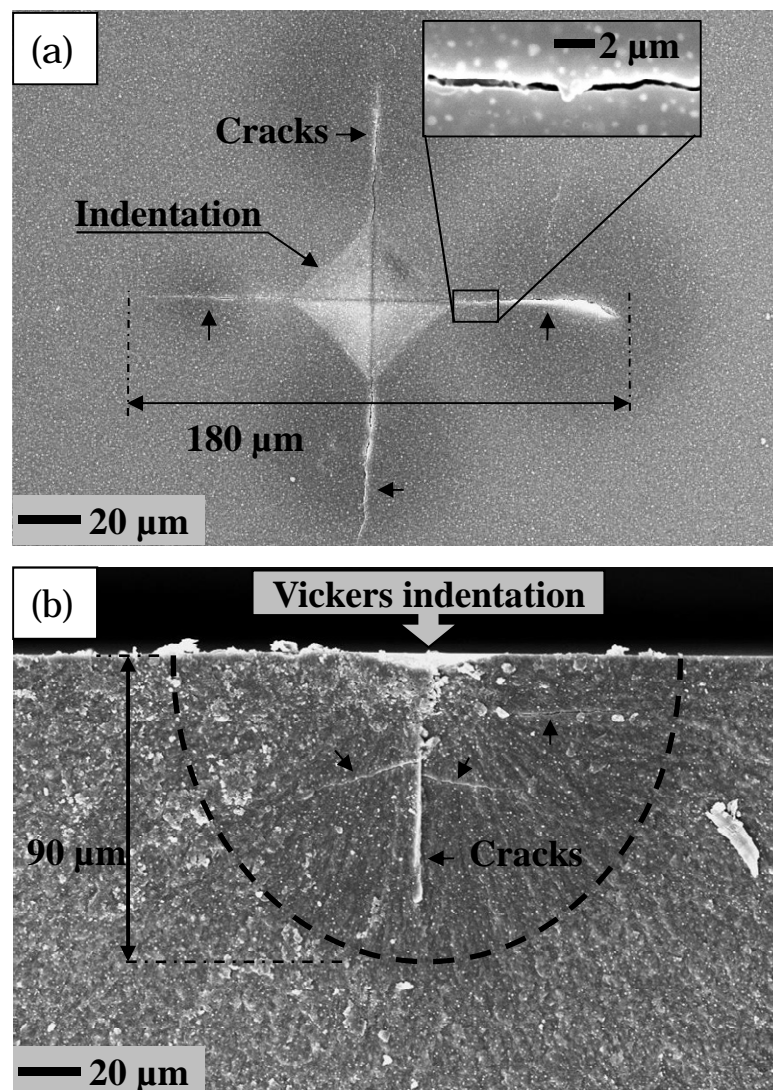 (a)
2 µm
Cracks
Indentation
180 µm
20 µm
(b)
Vickers indentation
90 µm
Cracks
20 µm